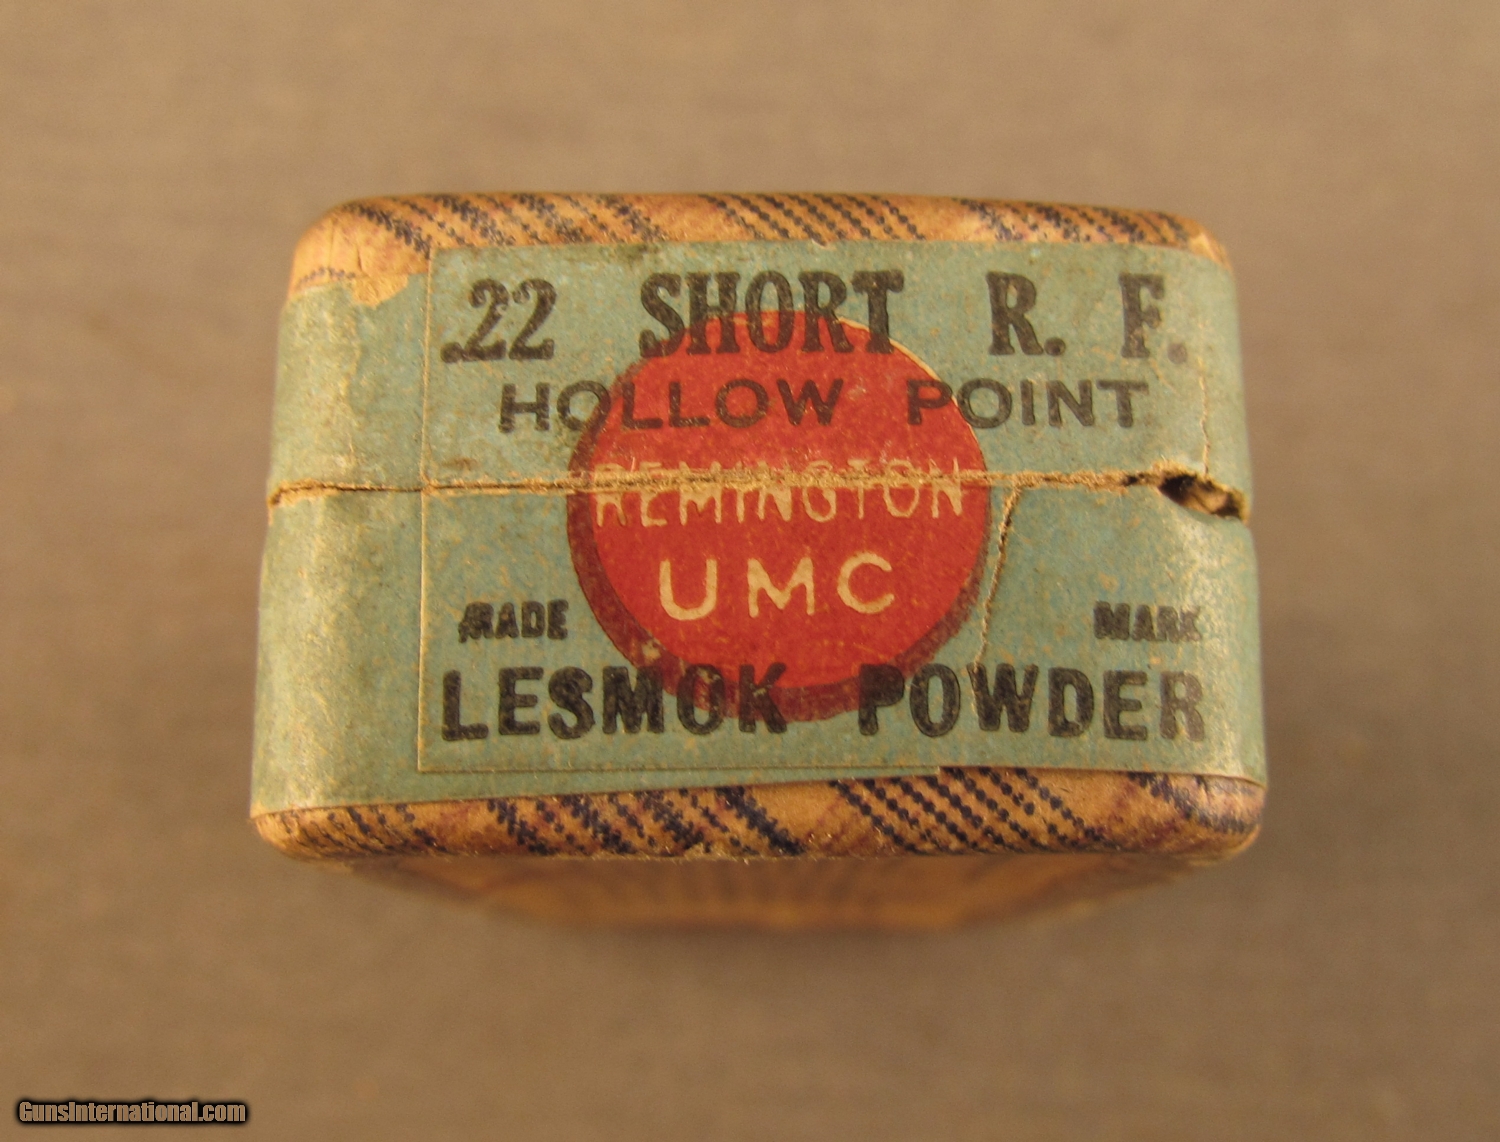 .22 SHORT R. F.
HOLLOW POINT
REMINGTON
UMC
MADE MARK
LESMOK POWDER
GunsInternational.com